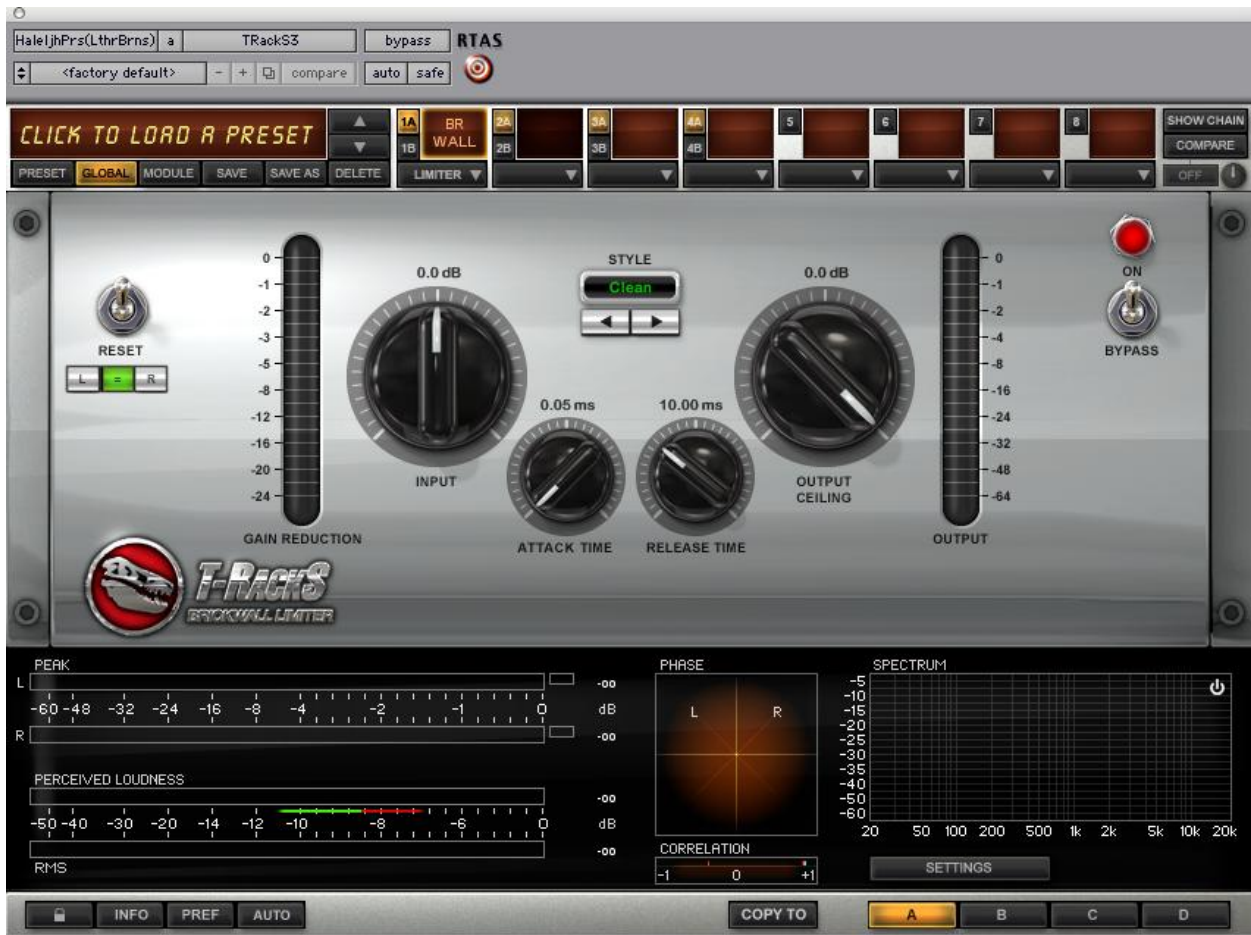 HaleIjhPrs(LthrBrns) a TRackS3 bypass RTAS
<factory default> - + compare auto safe
CLICK TO LOAD A PRESET
1A BR WALL 2A 3A 4A 5 6 7 8 SHOW CHAIN
1B 2B 3B 4B COMPARE
PRESET GLOBAL MODULE SAVE SAVE AS DELETE LIMITER OFF
0
-1
-2
-3
-5
-8
-12
-16
-20
-24
GAIN REDUCTION
RESET
L = R
0.0 dB
INPUT
STYLE
Clean
0.05 ms
ATTACK TIME
10.00 ms
RELEASE TIME
0.0 dB
OUTPUT
CEILING
0
-1
-2
-4
-8
-16
-24
-32
-48
-64
OUTPUT
ON
BYPASS
T-RackS
BRICKWALL LIMITER
PEAK
L -oo
-60 -48 -32 -24 -16 -8 -4 -2 -1 0 dB
R -oo
PERCEIVED LOUDNESS
-oo
-50 -40 -30 -20 -14 -12 -10 -8 -6 0 dB
-oo
RMS
PHASE
L R
CORRELATION
-1 0 +1
SPECTRUM
-5
-10
-15
-20
-25
-30
-35
-40
-50
-60
20 50 100 200 500 1k 2k 5k 10k 20k
SETTINGS
INFO PREF AUTO COPY TO A B C D